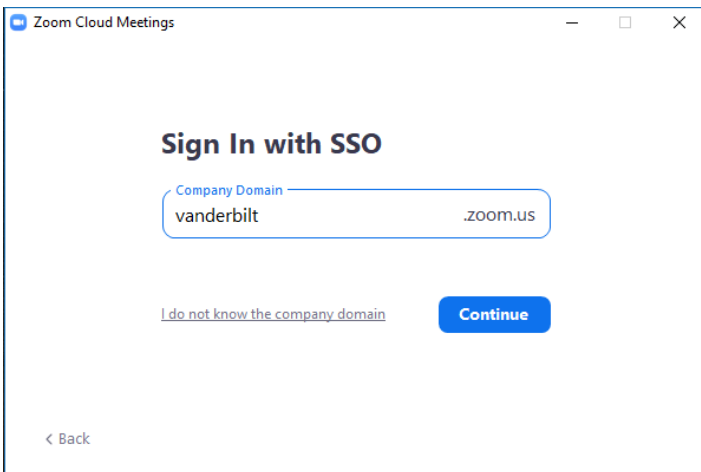 Zoom Cloud Meetings
Sign In with SSO
Company Domain
vanderbilt .zoom.us
I do not know the company domain Continue
< Back